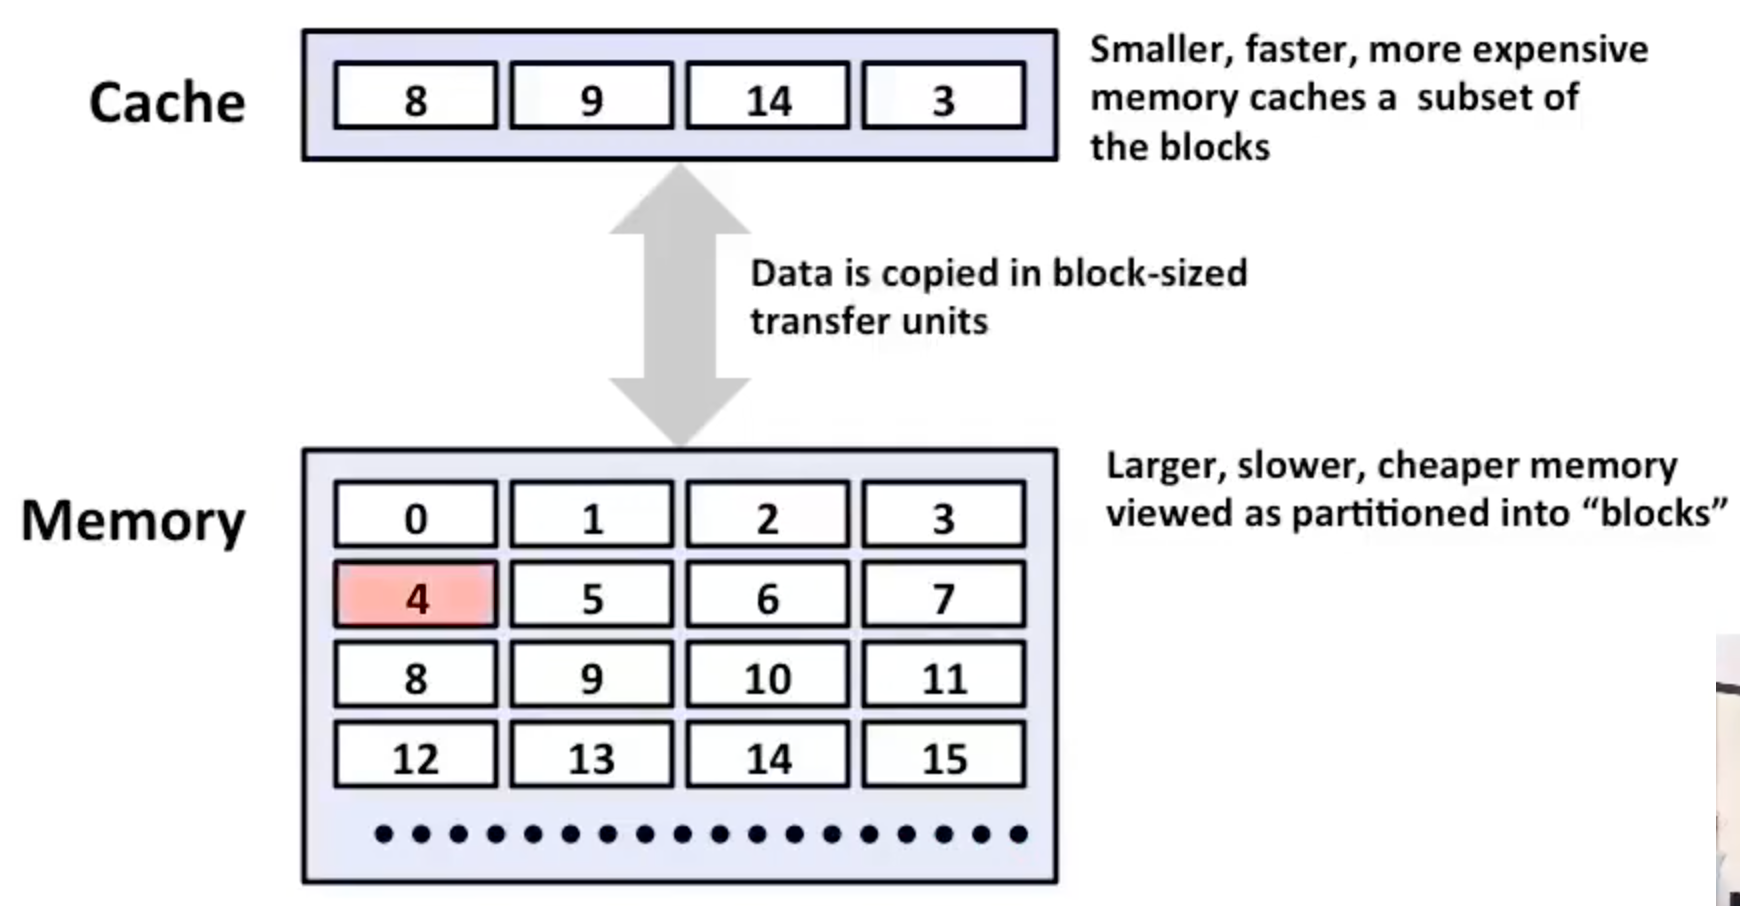 Cache
8 9 14 3
Smaller, faster, more expensive
memory caches a subset of
the blocks
Data is copied in block-sized
transfer units
Memory
0 1 2 3
4 5 6 7
8 9 10 11
12 13 14 15
Larger, slower, cheaper memory
viewed as partitioned into “blocks”